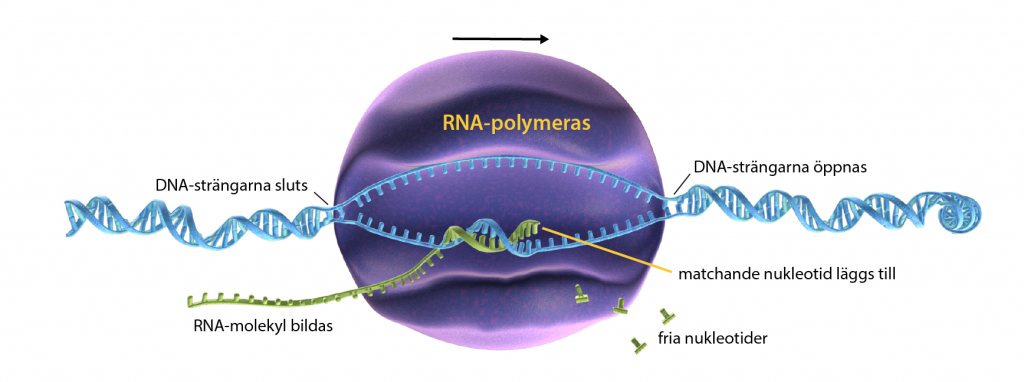 RNA-polymeras
DNA-strängarna sluts
DNA-strängarna öppnas
matchande nukleotid läggs till
RNA-molekyl bildas
fria nukleotider